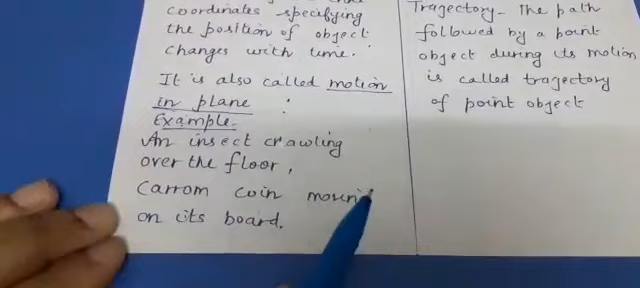 coordinates specifying
the position of object
changes with time.
It is also called motion
in plane :
Example.
An insect crawling
over the floor,
Carrom coin
on its board.
Trajectory - The path
followed by a point
object during its motion
is called trajectory
of point object